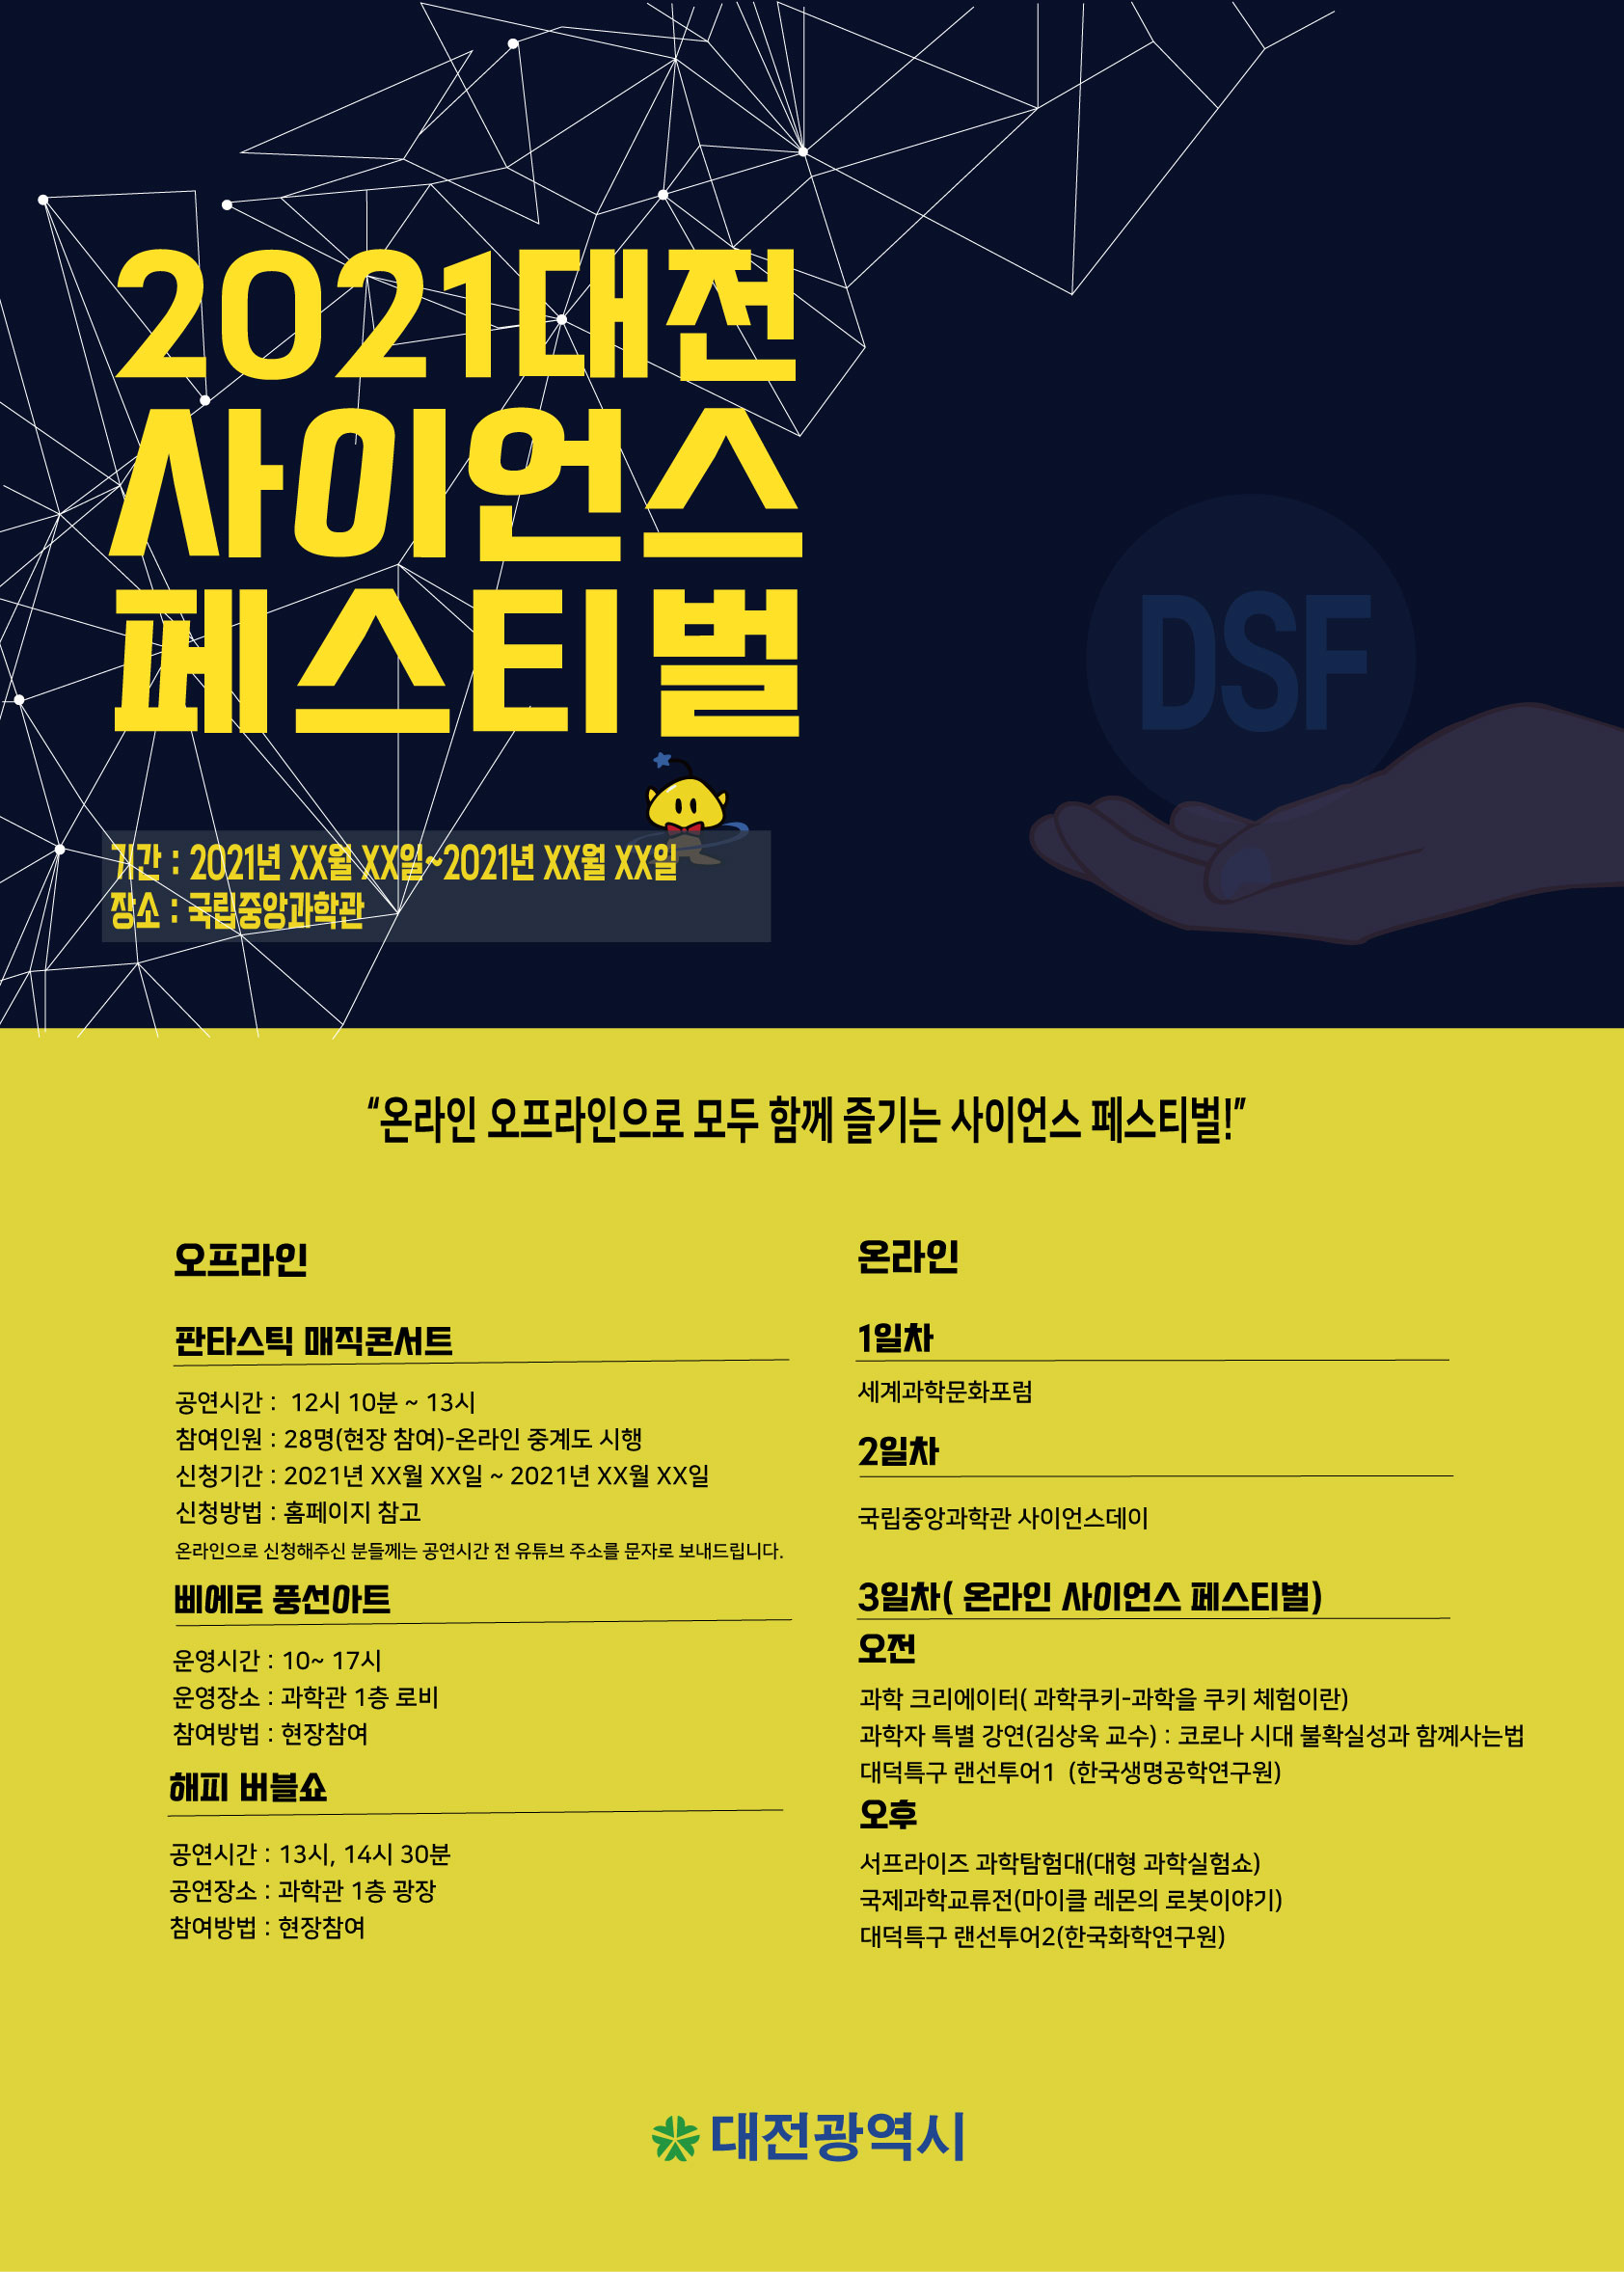 2021대전
사이언스
페스티벌
DSF
기간 : 2021년 XX월 XX일~2021년 XX월 XX일
장소 : 국립중앙과학관
“온라인 오프라인으로 모두 함께 즐기는 사이언스 페스티벌!”
오프라인
판타스틱 매직콘서트
공연시간 : 12시 10분 ~ 13시
참여인원 : 28명(현장 참여)-온라인 중계도 시행
신청기간 : 2021년 XX월 XX일 ~ 2021년 XX월 XX일
신청방법 : 홈페이지 참고
온라인으로 신청해주신 분들께는 공연시간 전 유튜브 주소를 문자로 보내드립니다.
삐에로 풍선아트
운영시간 : 10~ 17시
운영장소 : 과학관 1층 로비
참여방법 : 현장참여
해피 버블쇼
공연시간 : 13시, 14시 30분
공연장소 : 과학관 1층 광장
참여방법 : 현장참여
온라인
1일차
세계과학문화포럼
2일차
국립중앙과학관 사이언스데이
3일차( 온라인 사이언스 페스티벌)
오전
과학 크리에이터( 과학쿠키-과학을 쿠키 체험이란)
과학자 특별 강연(김상욱 교수) : 코로나 시대 불확실성과 함꼐사는법
대덕특구 랜선투어1 (한국생명공학연구원)
오후
서프라이즈 과학탐험대(대형 과학실험쇼)
국제과학교류전(마이클 레몬의 로봇이야기)
대덕특구 랜선투어2(한국화학연구원)
대전광역시